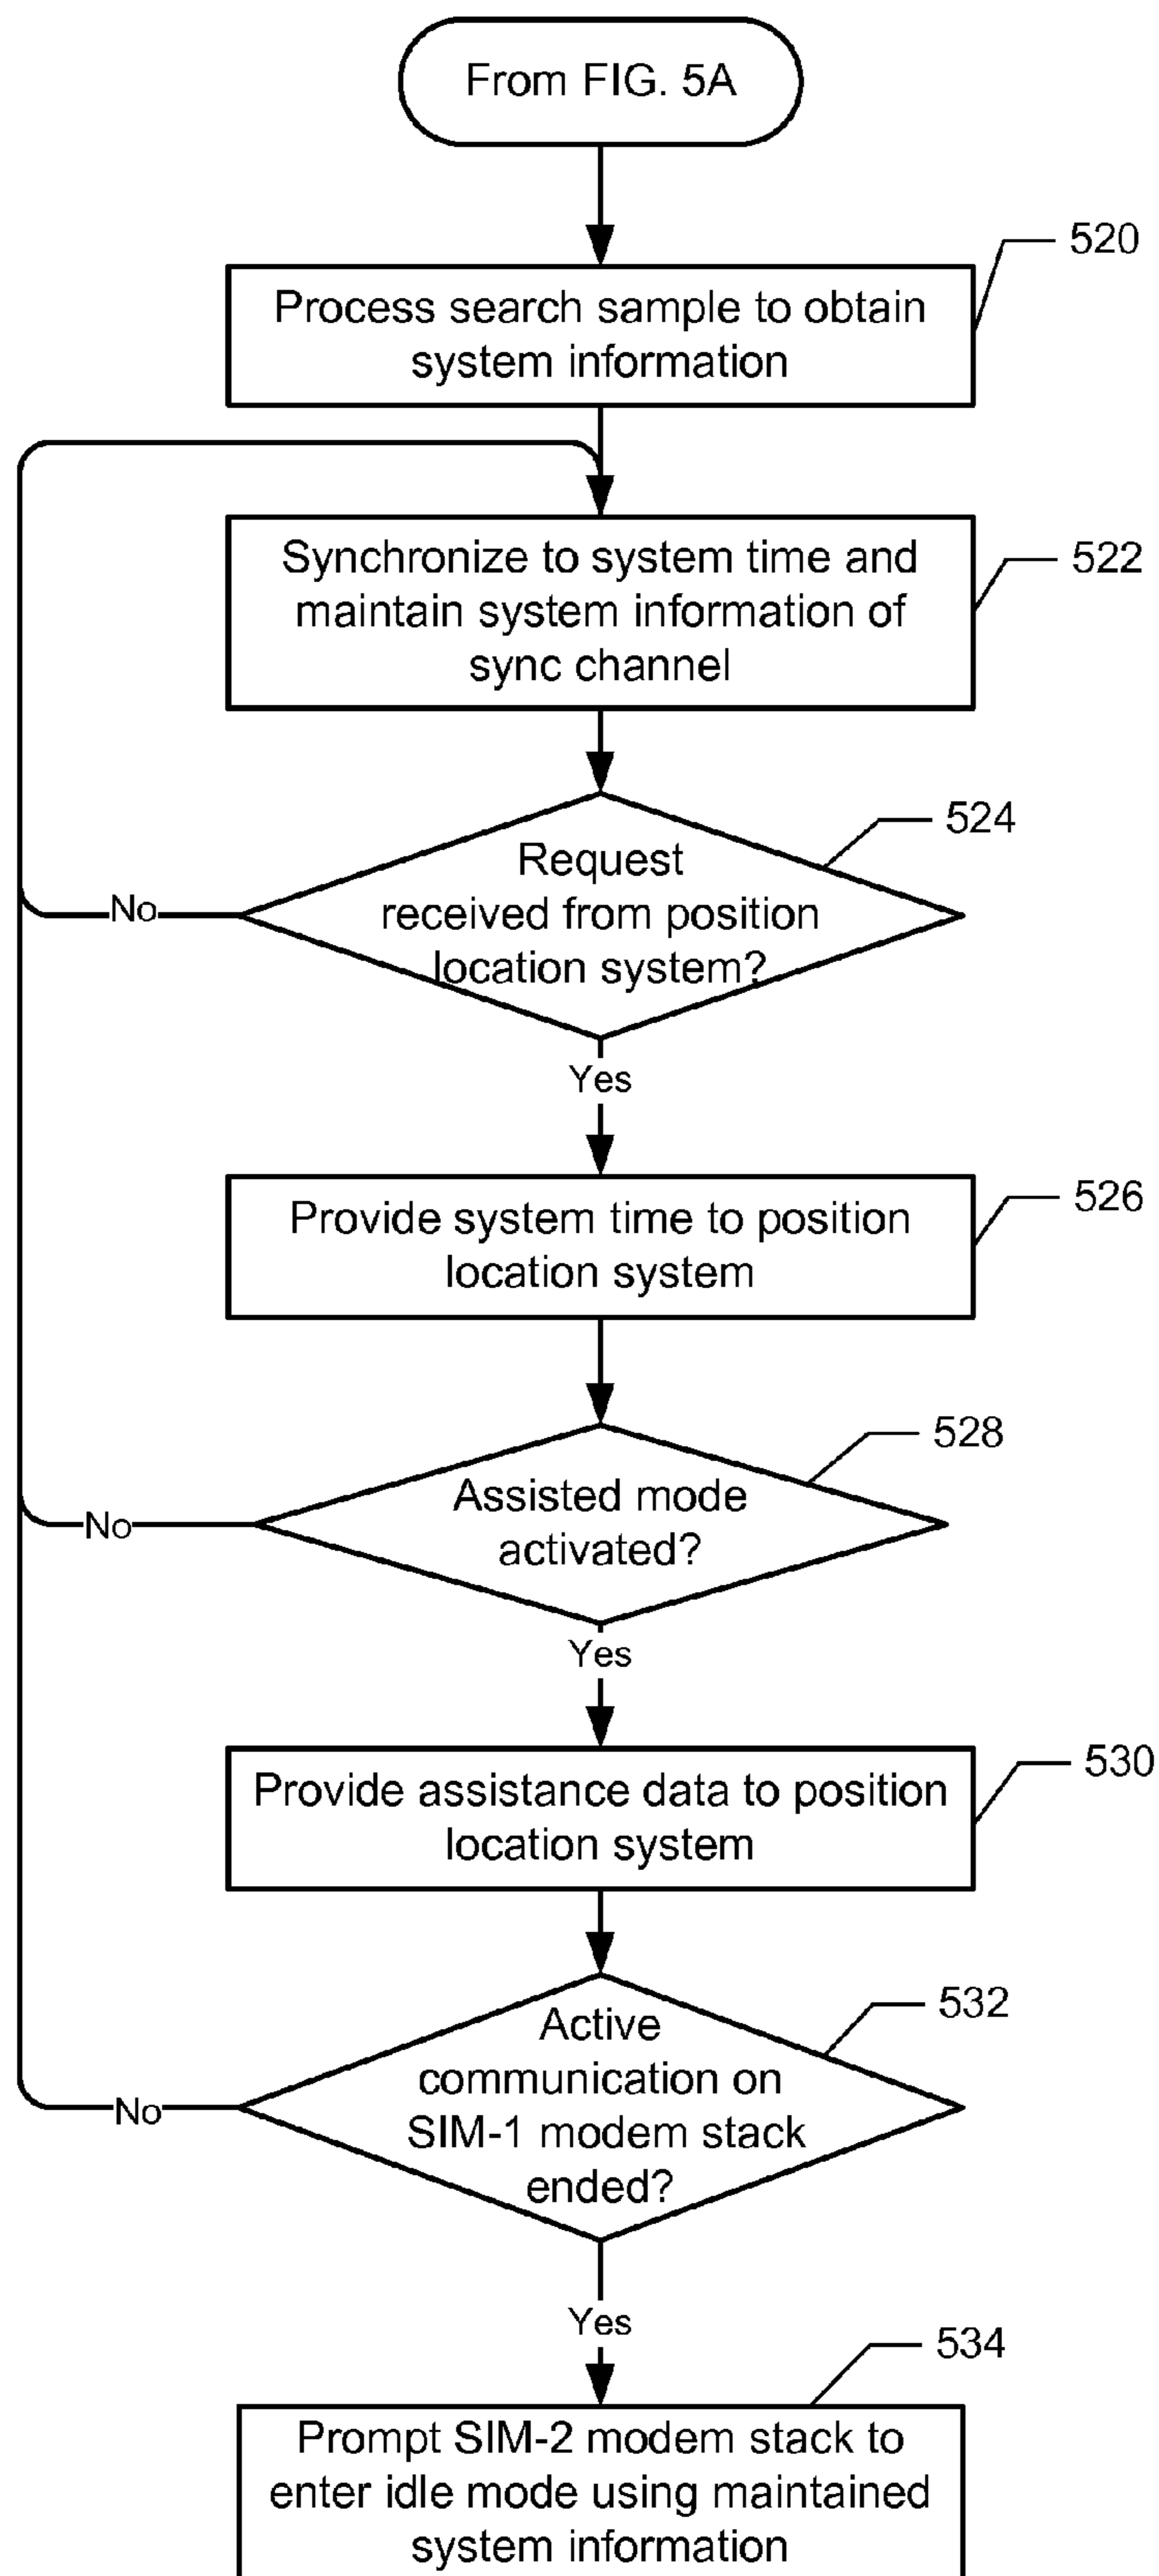 From FIG. 5A
520
Process search sample to obtain
system information
522
Synchronize to system time and
maintain system information of
sync channel
524
Request
received from position
location system?
No
Yes
526
Provide system time to position
location system
528
Assisted mode
activated?
No
Yes
530
Provide assistance data to position
location system
532
Active
communication on
SIM-1 modem stack
ended?
No
Yes
534
Prompt SIM-2 modem stack to
enter idle mode using maintained
system information